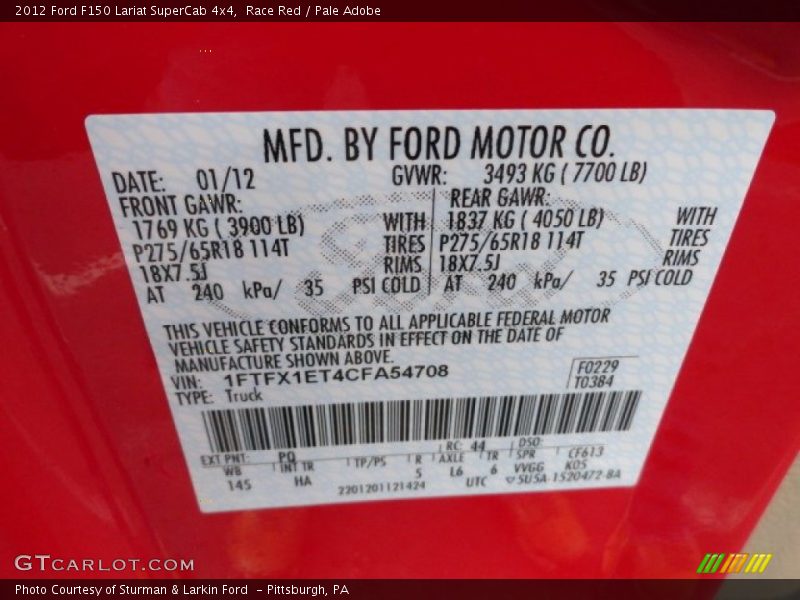 2012 Ford F150 Lariat SuperCab 4x4, Race Red / Pale Adobe
MFD. BY FORD MOTOR CO.
DATE: 01/12 GVWR: 3493 KG ( 7700 LB)
FRONT GAWR: REAR GAWR:
1769 KG ( 3900 LB) WITH 1837 KG ( 4050 LB) WITH
P275/65R18 114T TIRES P275/65R18 114T TIRES
18X7.5J RIMS 18X7.5J RIMS
AT 240 kPa/ 35 PSI COLD AT 240 kPa/ 35 PSI COLD
THIS VEHICLE CONFORMS TO ALL APPLICABLE FEDERAL MOTOR
VEHICLE SAFETY STANDARDS IN EFFECT ON THE DATE OF
MANUFACTURE SHOWN ABOVE.
VIN: 1FTFX1ET4CFA54708 F0229
TYPE: Truck T0384
EXT PNT: PQ RC: 44 DSO:
WB INT TR TP/PS R AXLE TR SPR CF613
145 HA 5 L6 6 VVGG K05
2201201121424 UTC 5U5A-1520472-BA
GTCARLOT.COM
Photo Courtesy of Sturman & Larkin Ford - Pittsburgh, PA